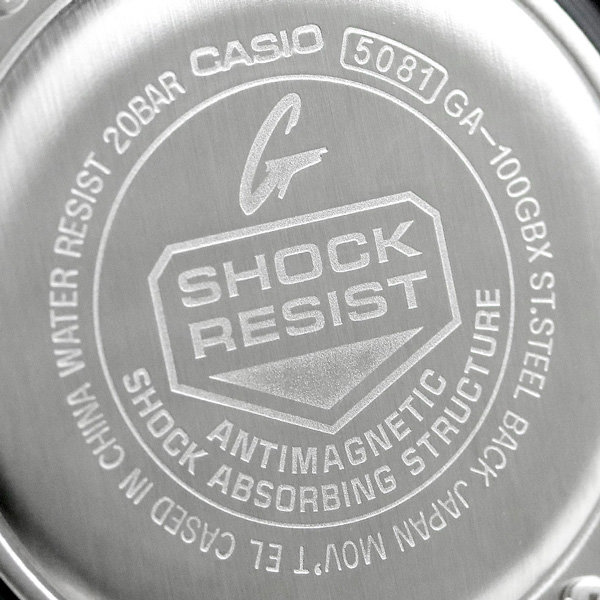 CASIO 5081 GA-100GBX ST.STEEL BACK JAPAN MOV'T EL CASED IN CHINA WATER RESIST 20BAR
G
SHOCK
RESIST
ANTIMAGNETIC
SHOCK ABSORBING STRUCTURE